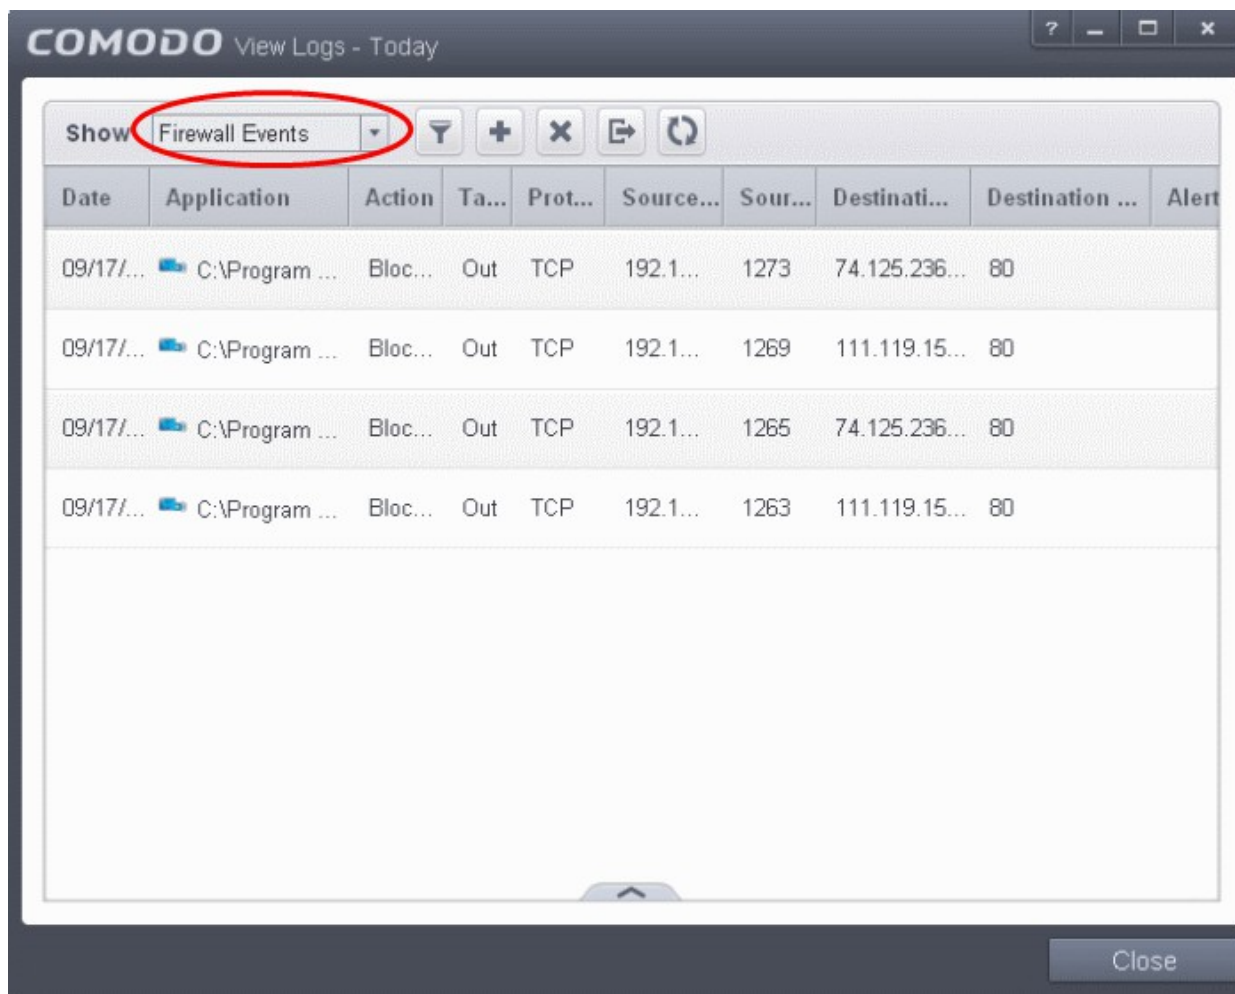 COMODO View Logs - Today ?
Show Firewall Events
Date Application Action Ta... Prot... Source... Sour... Destinati... Destination ... Alert
09/17/... C:\Program ... Bloc... Out TCP 192.1... 1273 74.125.236... 80
09/17/... C:\Program ... Bloc... Out TCP 192.1... 1269 111.119.15... 80
09/17/... C:\Program ... Bloc... Out TCP 192.1... 1265 74.125.236... 80
09/17/... C:\Program ... Bloc... Out TCP 192.1... 1263 111.119.15... 80
Close